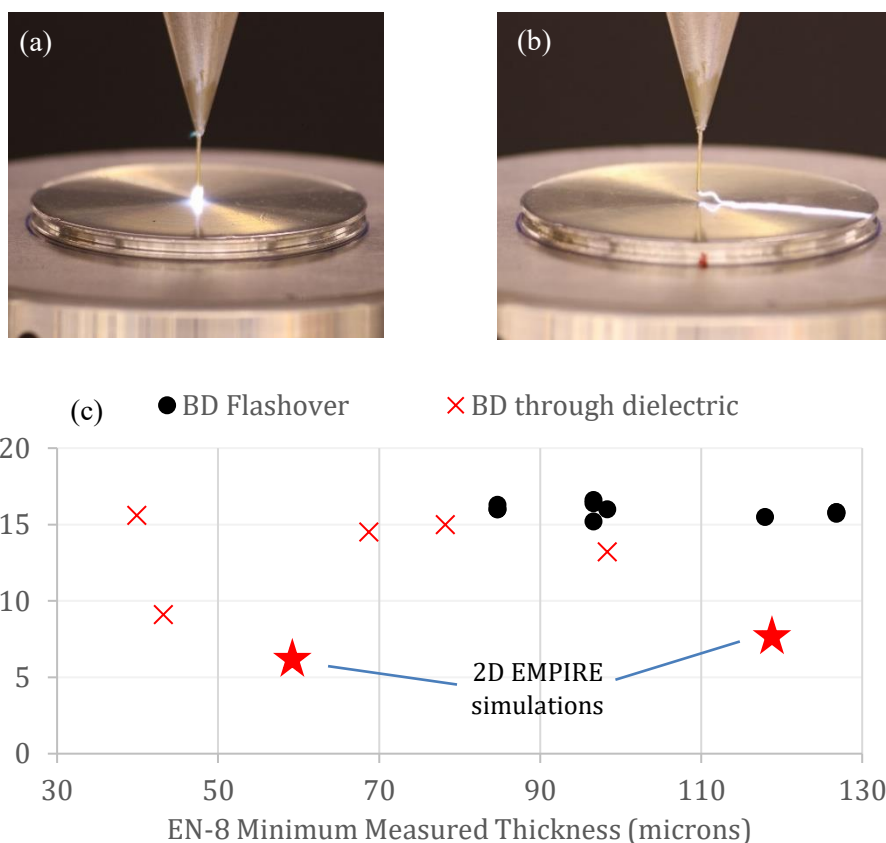 (a)
(b)
(c)
BD Flashover
BD through dielectric
20
15
10
5
0
2D EMPIRE
simulations
30
50
70
90
110
130
EN-8 Minimum Measured Thickness (microns)